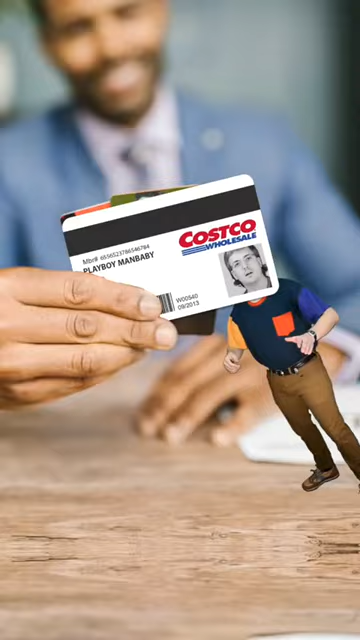 COSTCO
WHOLESALE
Mbr# 6556523786546784
PLAYBOY MANBABY
W00540
09/2013